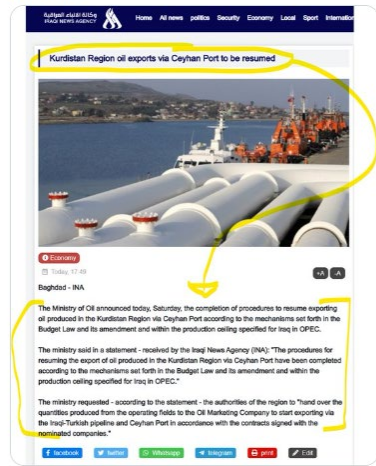 وكالة الانباء العراقية
IRAQI NEWS AGENCY
Home All news politics Security Economy Local Sport Internation
Kurdistan Region oil exports via Ceyhan Port to be resumed
Economy
Today, 17:49
+A -A
Baghdad - INA
The Ministry of Oil announced today, Saturday, the completion of procedures to resume exporting
oil produced in the Kurdistan Region via Ceyhan Port according to the mechanisms set forth in the
Budget Law and its amendment and within the production ceiling specified for Iraq in OPEC.
The ministry said in a statement - received by the Iraqi News Agency (INA): "The procedures for
resuming the export of oil produced in the Kurdistan Region via Ceyhan Port have been completed
according to the mechanisms set forth in the Budget Law and its amendment and within the
production ceiling specified for Iraq in OPEC."
The ministry requested - according to the statement - the authorities of the region to "hand over the
quantities produced from the operating fields to the Oil Marketing Company to start exporting via
the Iraqi-Turkish pipeline and Ceyhan Port in accordance with the contracts signed with the
nominated companies."
facebook twitter Whatsapp telegram print Edit